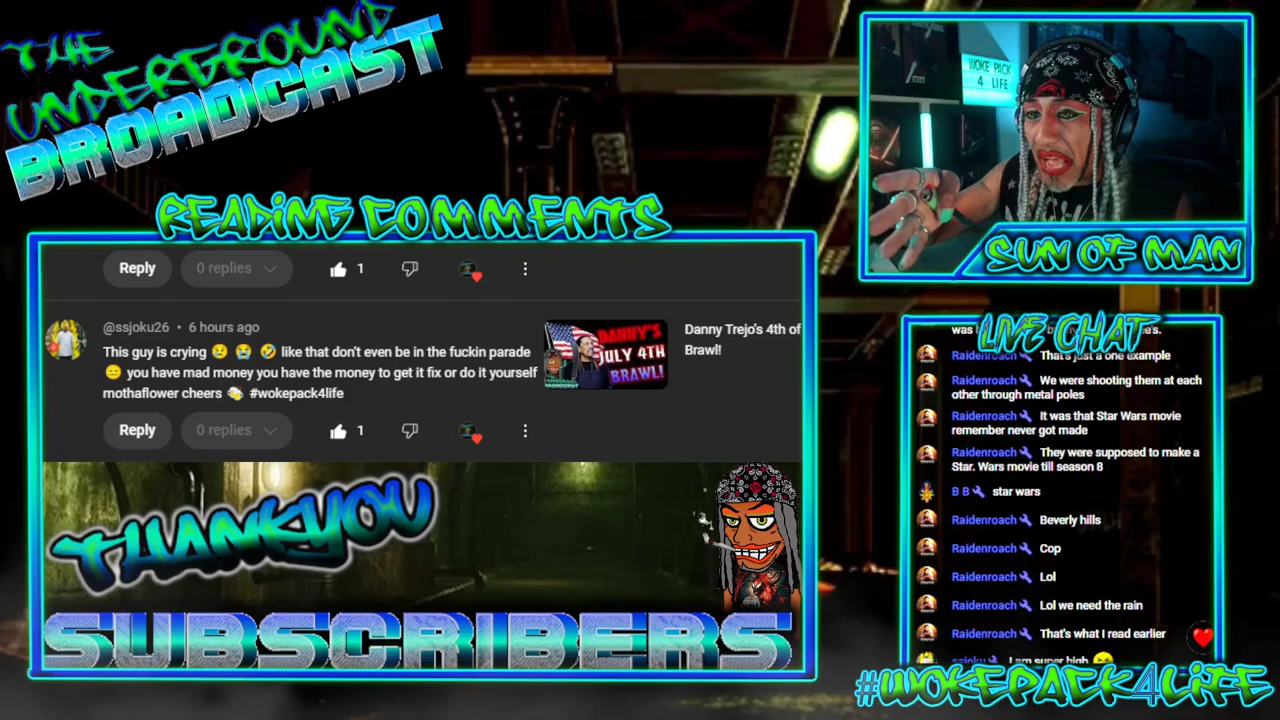 THE
UNDERGROUND
BROADCAST
READING COMMENTS
Reply
0 replies
1
@ssjoku26 • 6 hours ago
This guy is crying 😢 😭 🤣 like that don't even be in the fuckin parade
😑 you have mad money you have the money to get it fix or do it yourself
mothaflower cheers 🍻 #wokepack4life
DANNY'S
JULY 4TH
BRAWL!
Danny Trejo's 4th of
Brawl!
Reply
0 replies
1
THANKYOU
SUBSCRIBERS
WOKE PACK
4 LIFE
SUN OF MAN
LIVE CHAT
Raidenroach That's just a one example
Raidenroach We were shooting them at each
other through metal poles
Raidenroach It was that Star Wars movie
remember never got made
Raidenroach They were supposed to make a
Star. Wars movie till season 8
B B star wars
Raidenroach Beverly hills
Raidenroach Cop
Raidenroach Lol
Raidenroach Lol we need the rain
Raidenroach That's what I read earlier
ssjoku I am super high
#WOKEPACK4LIFE